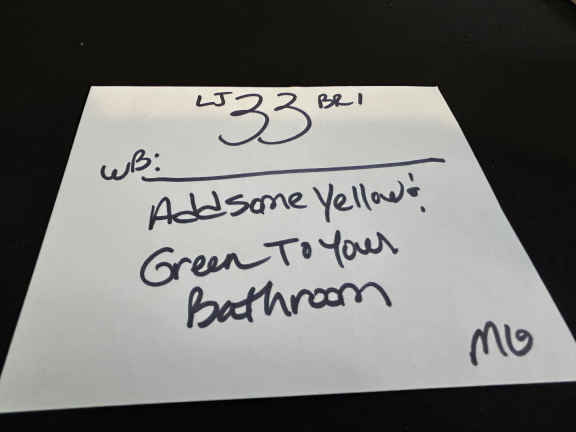 LJ 33 BR1
WB:
Add some Yellow &
Green To Your
Bathroom
MG